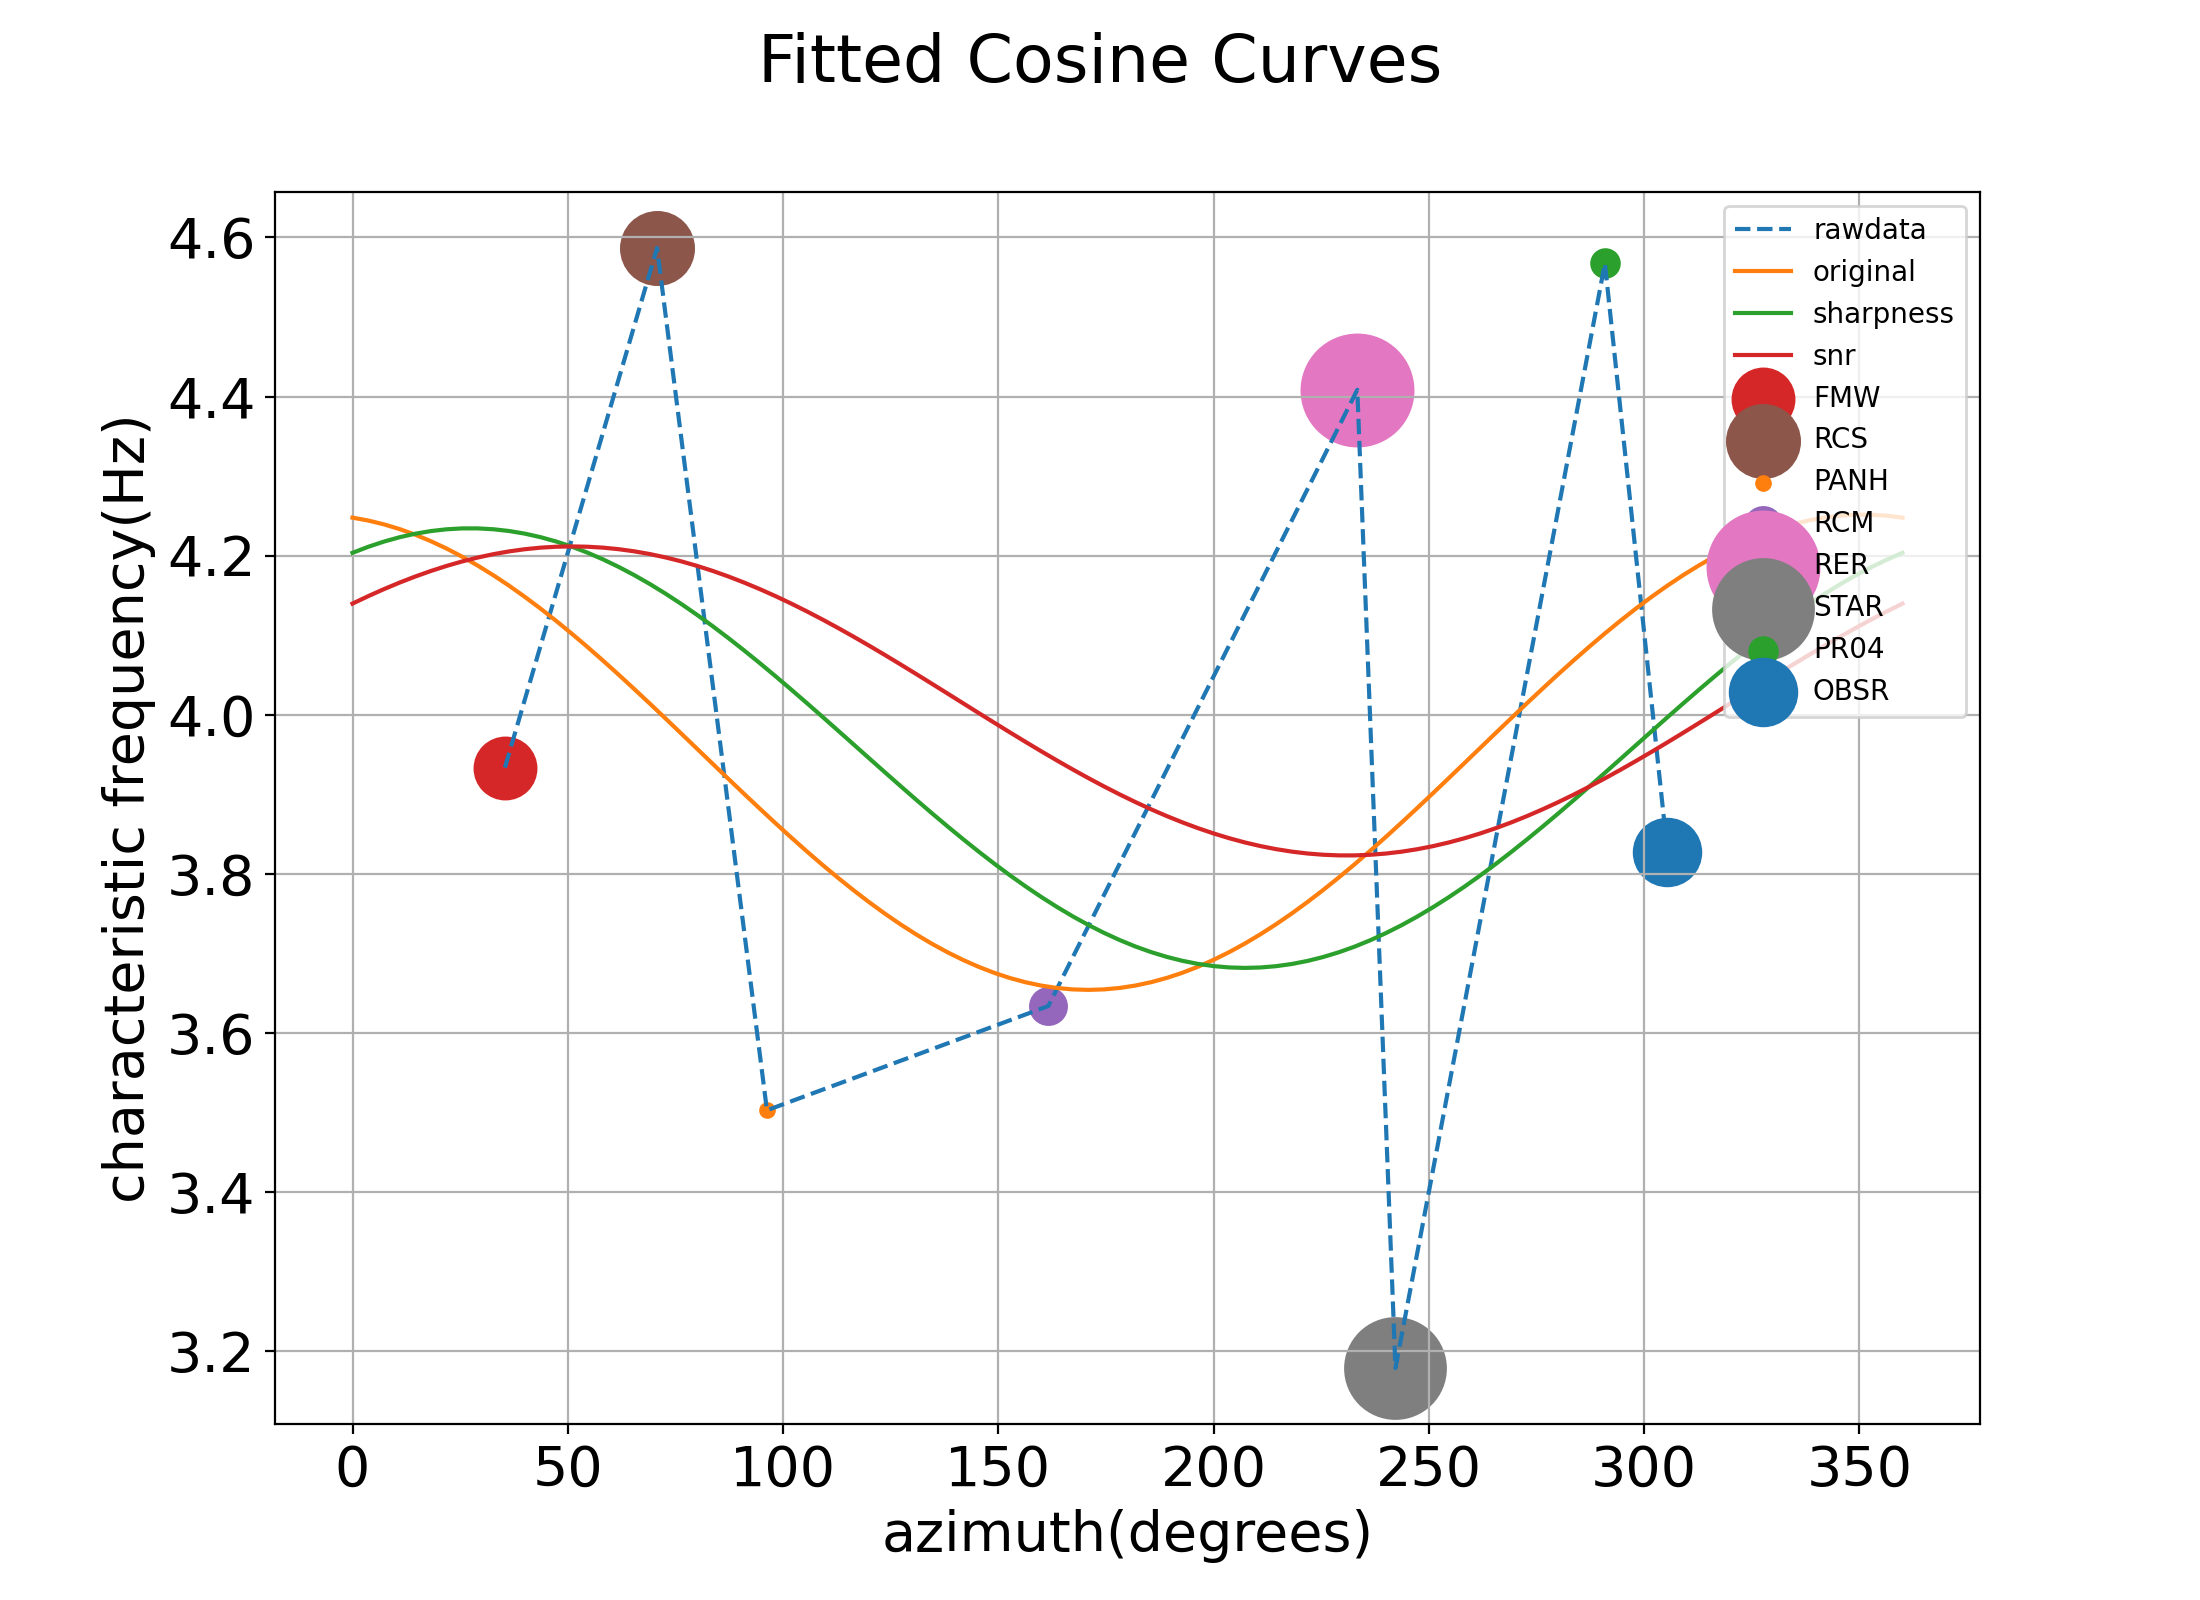 Fitted Cosine Curves
characteristic frequency(Hz)
4.6
4.4
4.2
4.0
3.8
3.6
3.4
3.2
rawdata
original
sharpness
snr
FMW
RCS
PANH
RCM
RER
STAR
PR04
OBSR
0 50 100 150 200 250 300 350
azimuth(degrees)